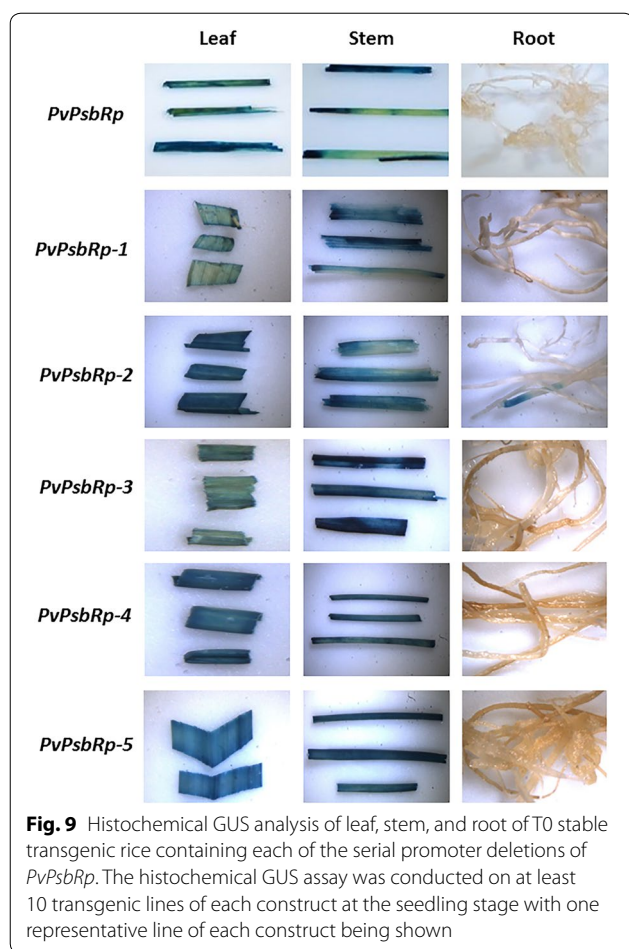 Leaf Stem Root
PvPsbRp
PvPsbRp-1
PvPsbRp-2
PvPsbRp-3
PvPsbRp-4
PvPsbRp-5
Fig. 9 Histochemical GUS analysis of leaf, stem, and root of T0 stable
transgenic rice containing each of the serial promoter deletions of
PvPsbRp. The histochemical GUS assay was conducted on at least
10 transgenic lines of each construct at the seedling stage with one
representative line of each construct being shown